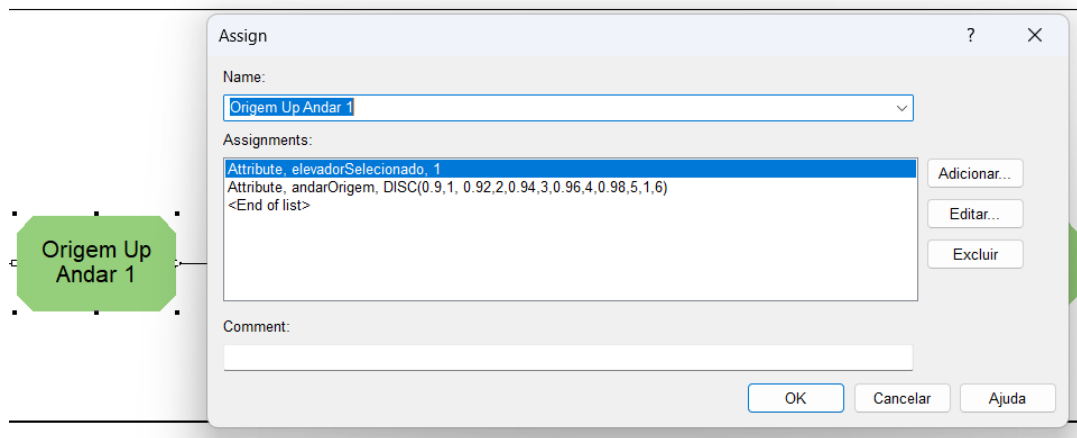 Assign
?
Name:
Origem Up Andar 1
Assignments:
Attribute, elevadorSelecionado, 1
Attribute, andarOrigem, DISC(0.9,1, 0.92,2,0.94,3,0.96,4,0.98,5,1,6)
<End of list>
Adicionar...
Editar...
Excluir
Origem Up
Andar 1
Comment:
OK
Cancelar
Ajuda